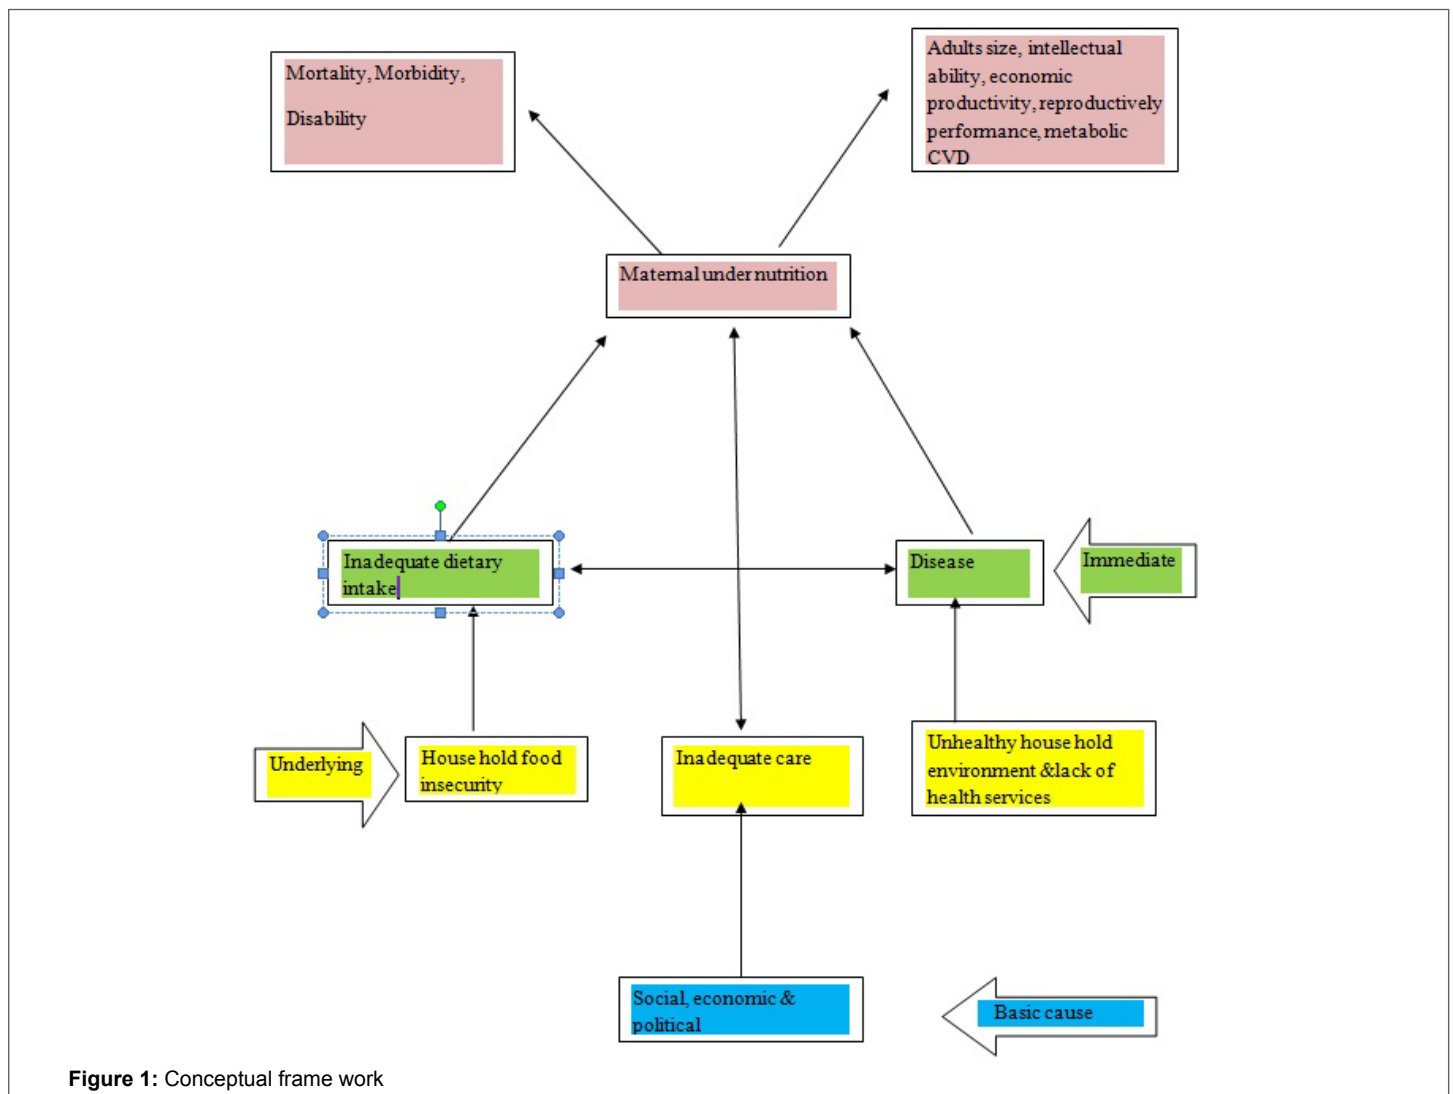 Mortality, Morbidity,
Disability
Adults size, intellectual
ability, economic
productivity, reproductively
performance, metabolic
CVD
Maternal under nutrition
Inadequate dietary
intake
Disease
Immediate
Underlying
House hold food
insecurity
Inadequate care
Unhealthy house hold
environment &lack of
health services
Social, economic &
political
Basic cause
Figure 1: Conceptual frame work